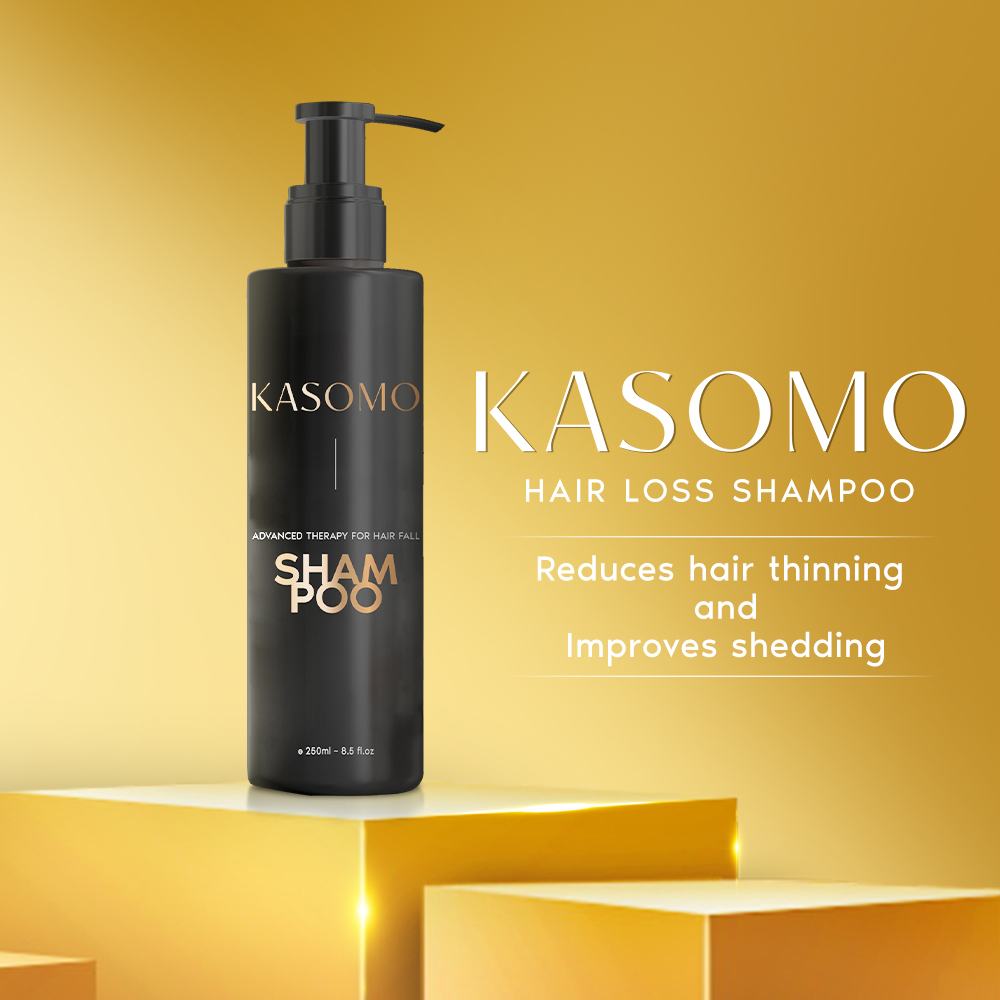 KASOMO
ADVANCED THERAPY FOR HAIR FALL
SHAM
POO
250ml - 8.5 fl.oz
KASOMO
HAIR LOSS SHAMPOO
Reduces hair thinning
and
Improves shedding